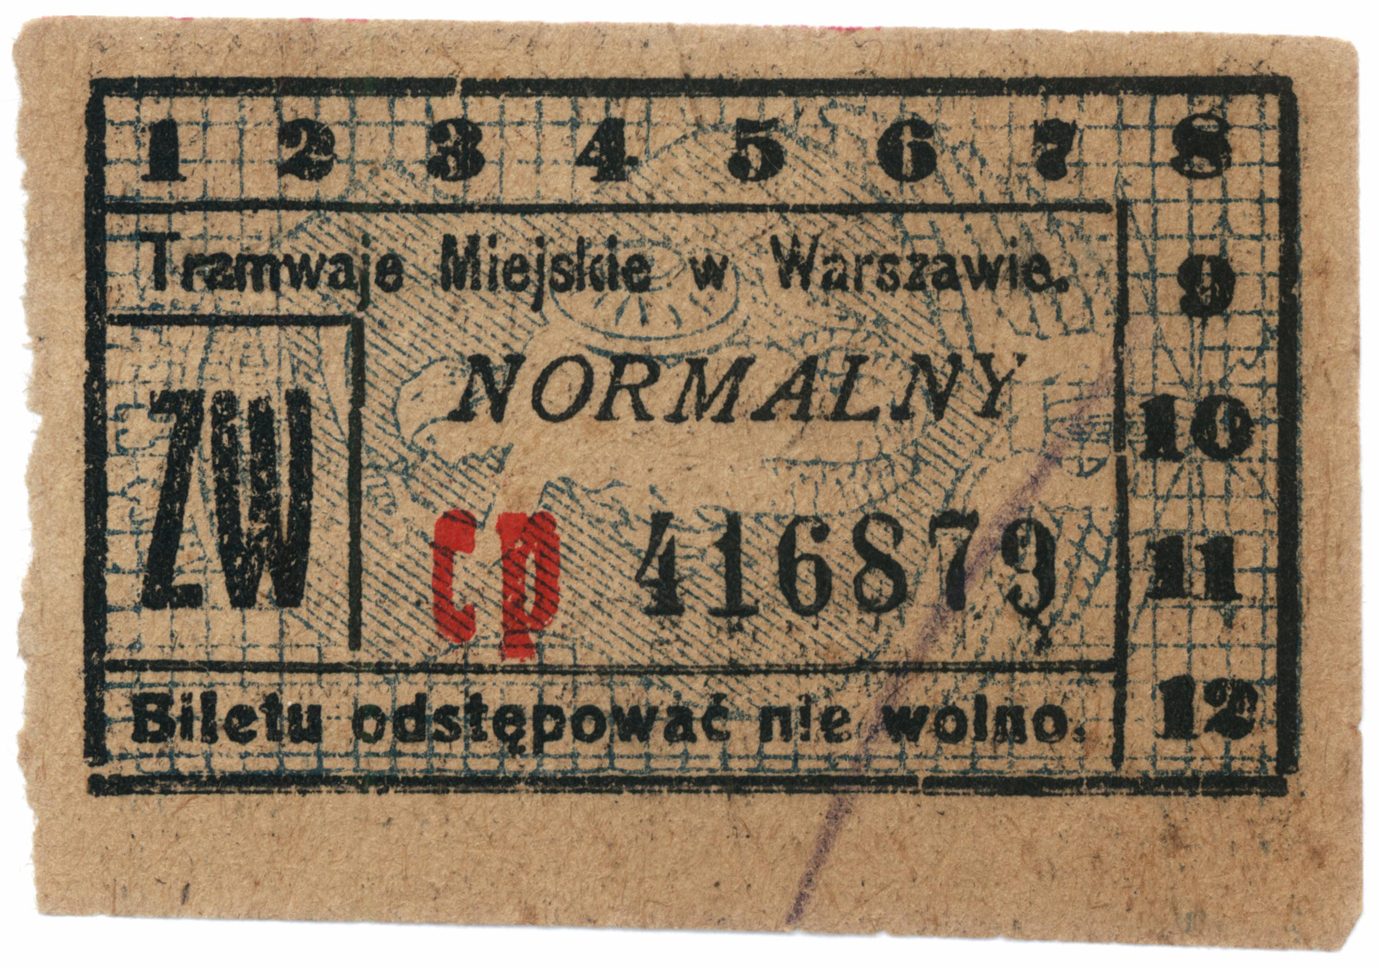 1 2 3 4 5 6 7 8
Tramwaje Miejskie w Warszawie.
9
NORMALNY
ZW
10
cp 416879
11
Biletu odstępować nie wolno.
12